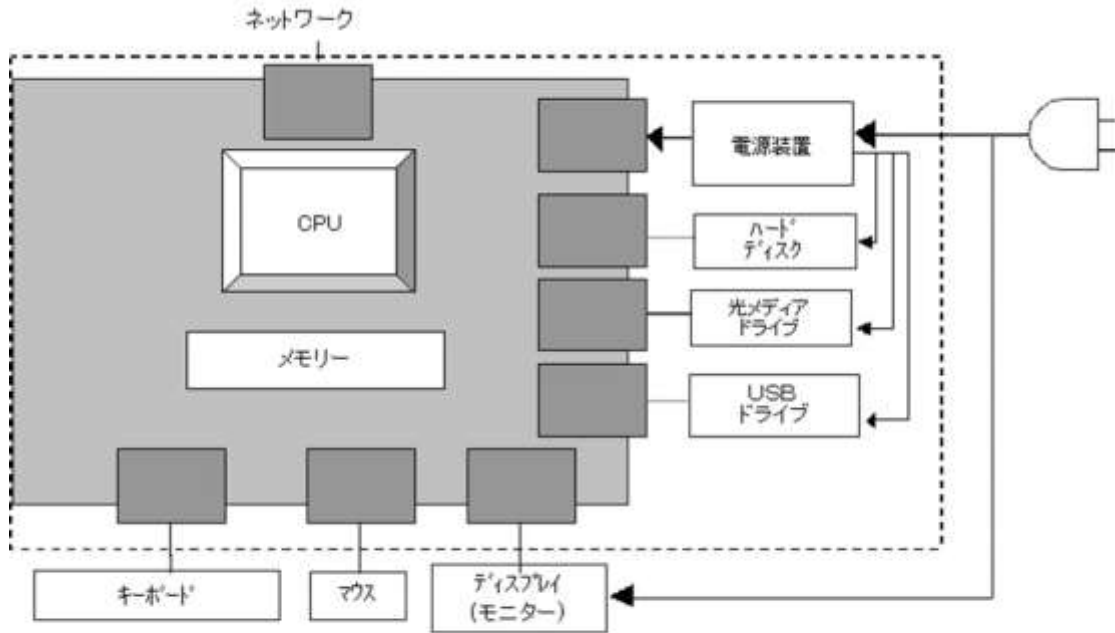 ネットワーク
電源装置
CPU
ハードﾞ
ディスク
光メディア
ドライブ
メモリー
USB
ドライブ
キーボード
マウス
ディスプレイ
(モニター)